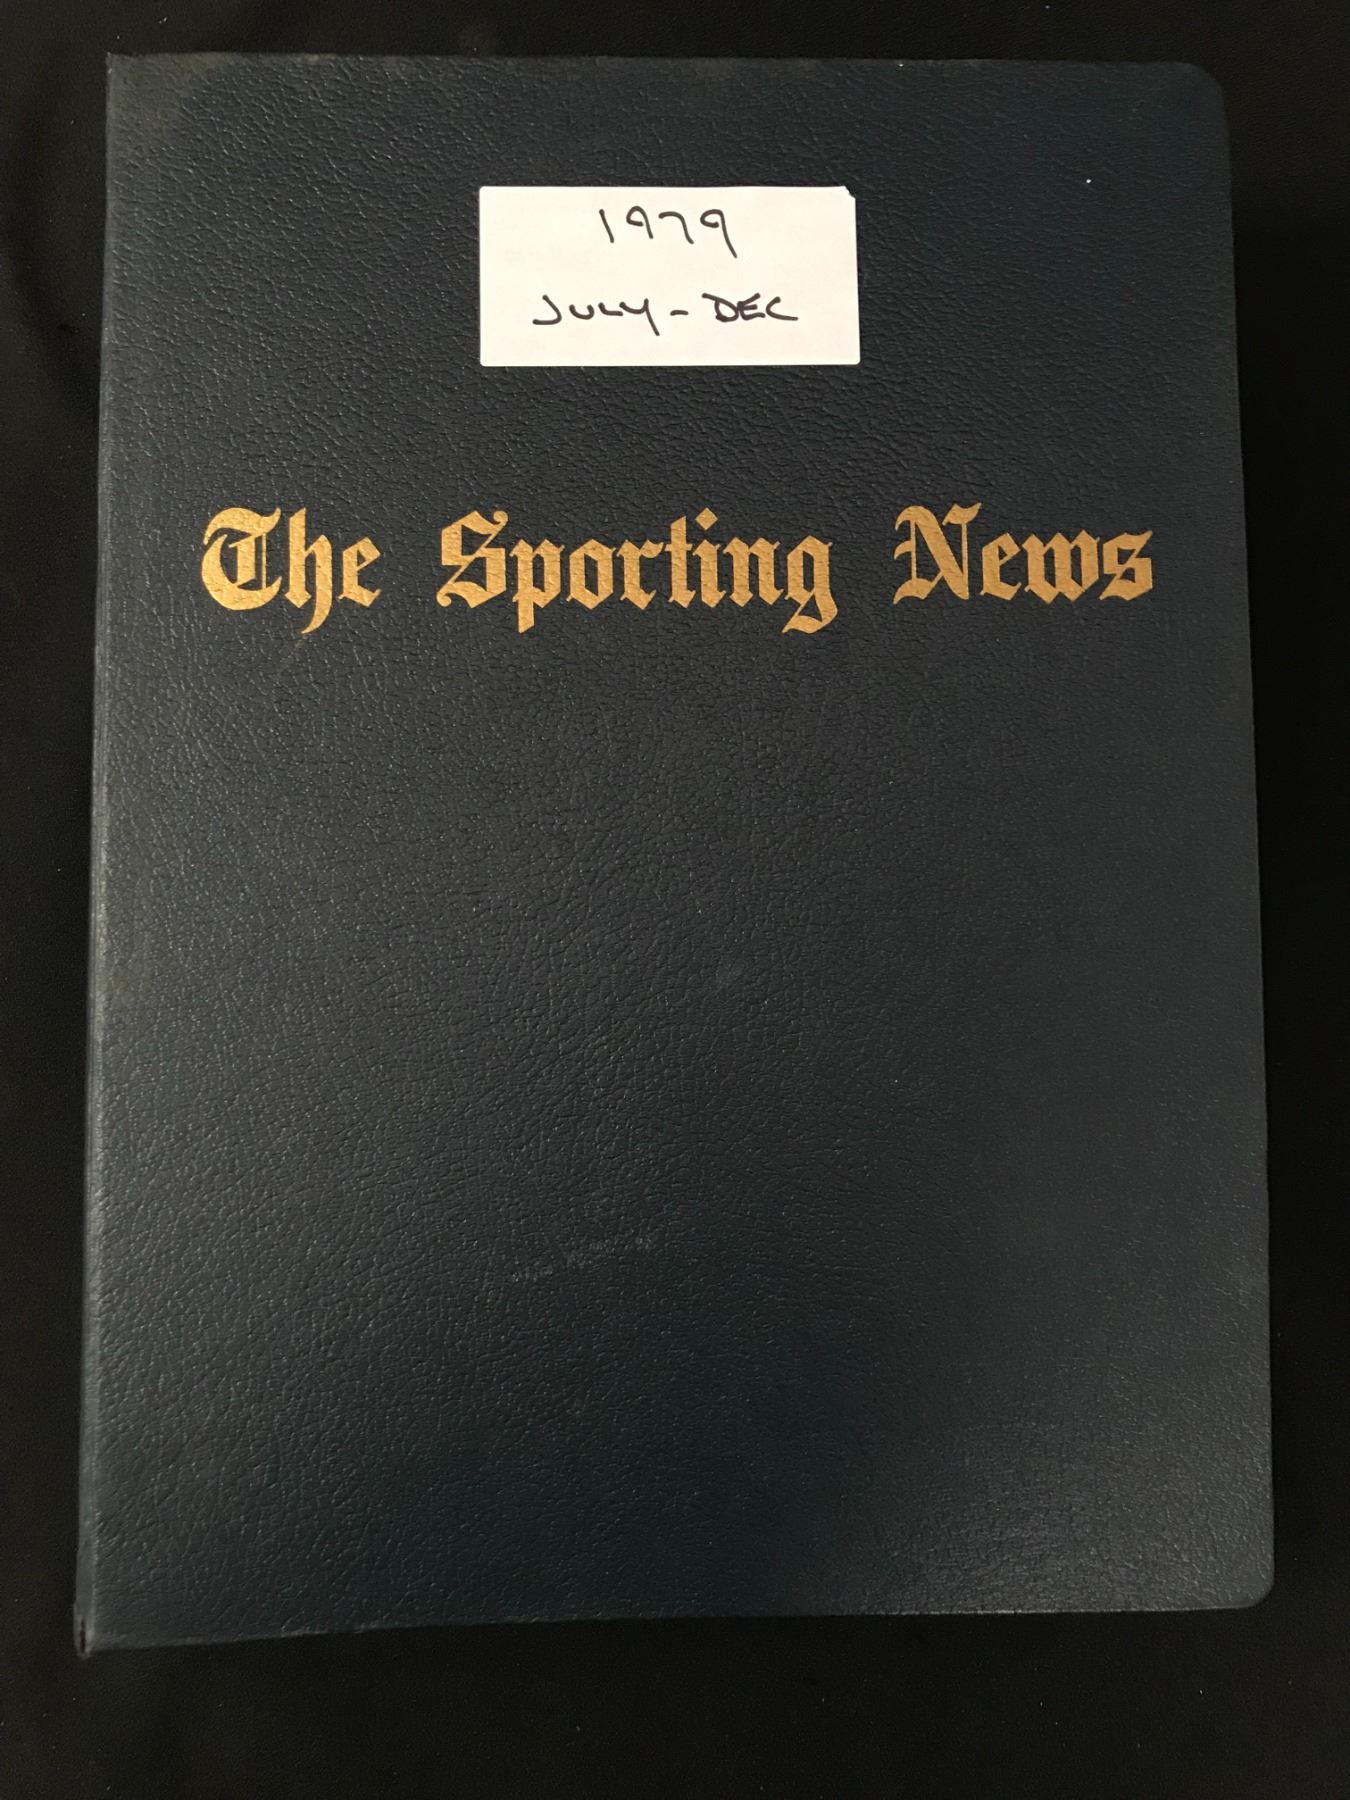 1979
JULY - DEC
The Sporting News